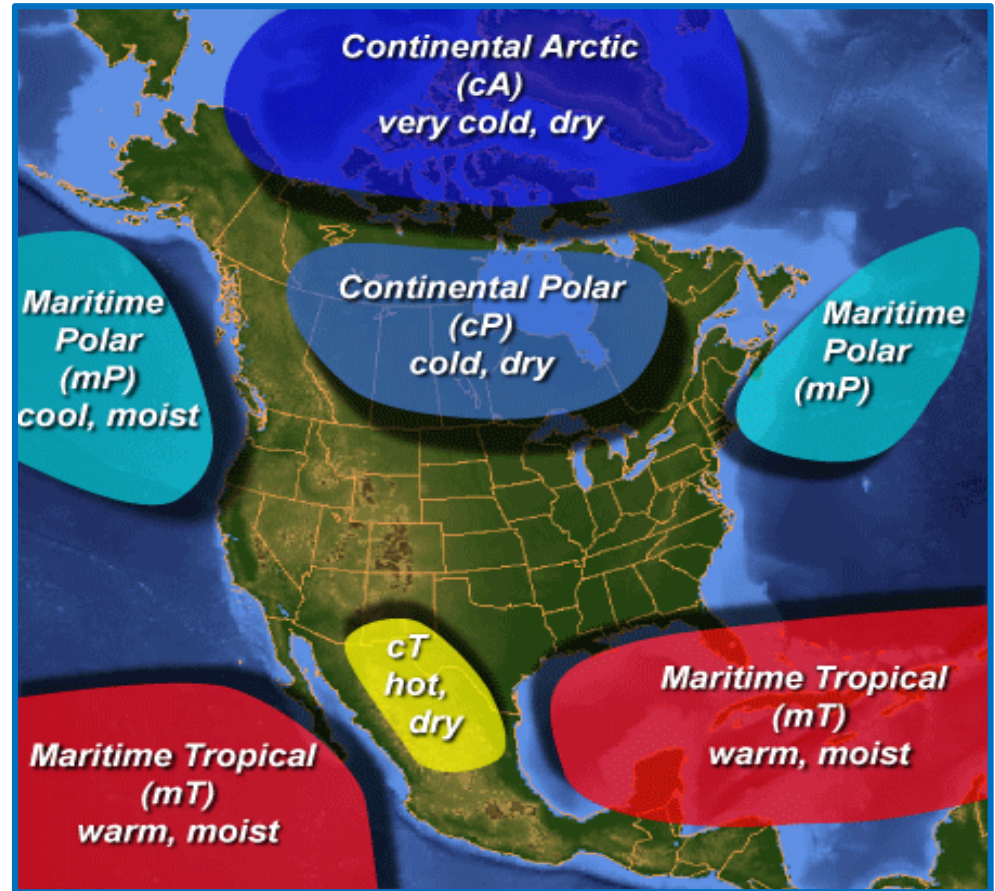 Continental Arctic
(cA)
very cold, dry
Continental Polar
(cP)
cold, dry
Maritime
Polar
(mP)
cool, moist
Maritime
Polar
(mP)
cT
hot,
dry
Maritime Tropical
(mT)
warm, moist
Maritime Tropical
(mT)
warm, moist